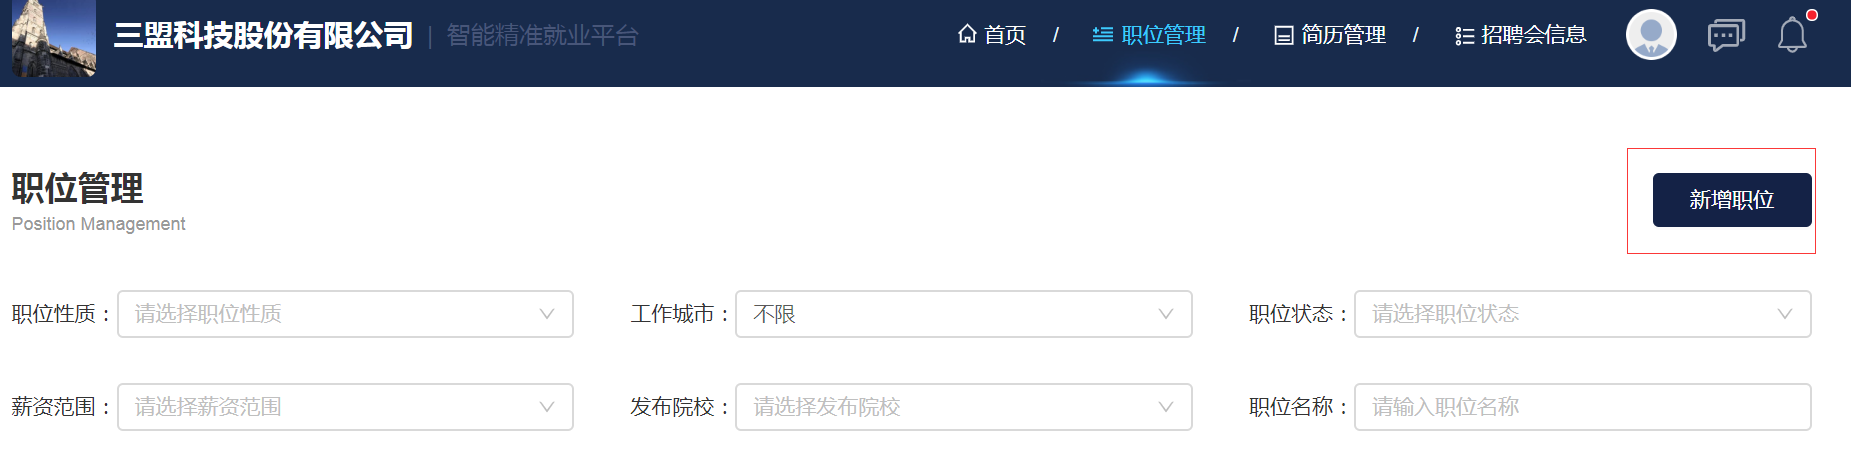 三盟科技股份有限公司 | 智能精准就业平台 首页 / 职位管理 / 简历管理 / 招聘会信息
职位管理
Position Management
新增职位
职位性质： 请选择职位性质 工作城市： 不限 职位状态： 请选择职位状态
薪资范围： 请选择薪资范围 发布院校： 请选择发布院校 职位名称： 请输入职位名称